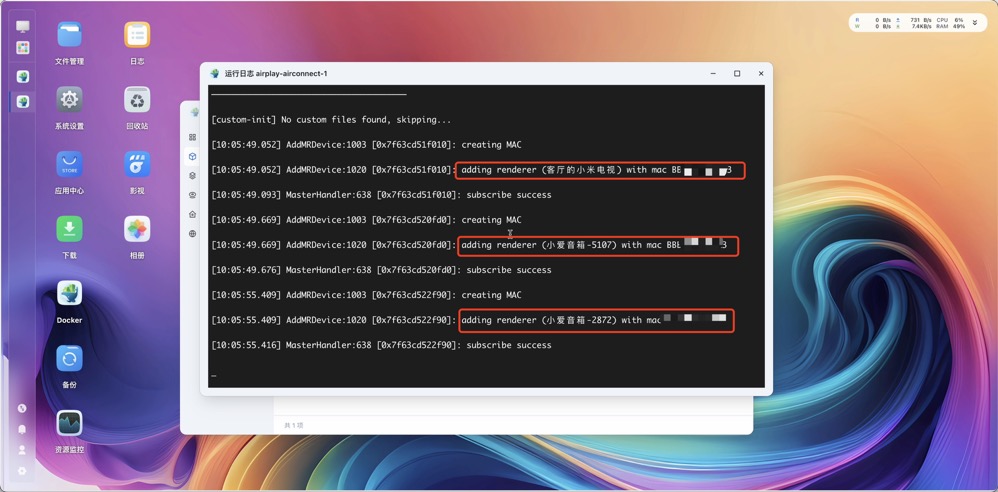 R 0 B/s 731 B/s CPU 6%
W 0 B/s 7.4KB/s RAM 49%
文件管理
日志
系统设置
回收站
STORE
应用中心
影视
下载
相册
Docker
备份
资源监控
运行日志 airplay-airconnect-1
[custom-init] No custom files found, skipping...
[10:05:49.052] AddMRDevice:1003 [0x7f63cd51f010]: creating MAC
[10:05:49.052] AddMRDevice:1020 [0x7f63cd51f010]: adding renderer (客厅的小米电视) with mac BB 3
[10:05:49.093] MasterHandler:638 [0x7f63cd51f010]: subscribe success
[10:05:49.669] AddMRDevice:1003 [0x7f63cd520fd0]: creating MAC
[10:05:49.669] AddMRDevice:1020 [0x7f63cd520fd0]: adding renderer (小爱音箱-5107) with mac BB 3
[10:05:49.676] MasterHandler:638 [0x7f63cd520fd0]: subscribe success
[10:05:55.409] AddMRDevice:1003 [0x7f63cd522f90]: creating MAC
[10:05:55.409] AddMRDevice:1020 [0x7f63cd522f90]: adding renderer (小爱音箱-2872) with mac
[10:05:55.416] MasterHandler:638 [0x7f63cd522f90]: subscribe success
共 1 项